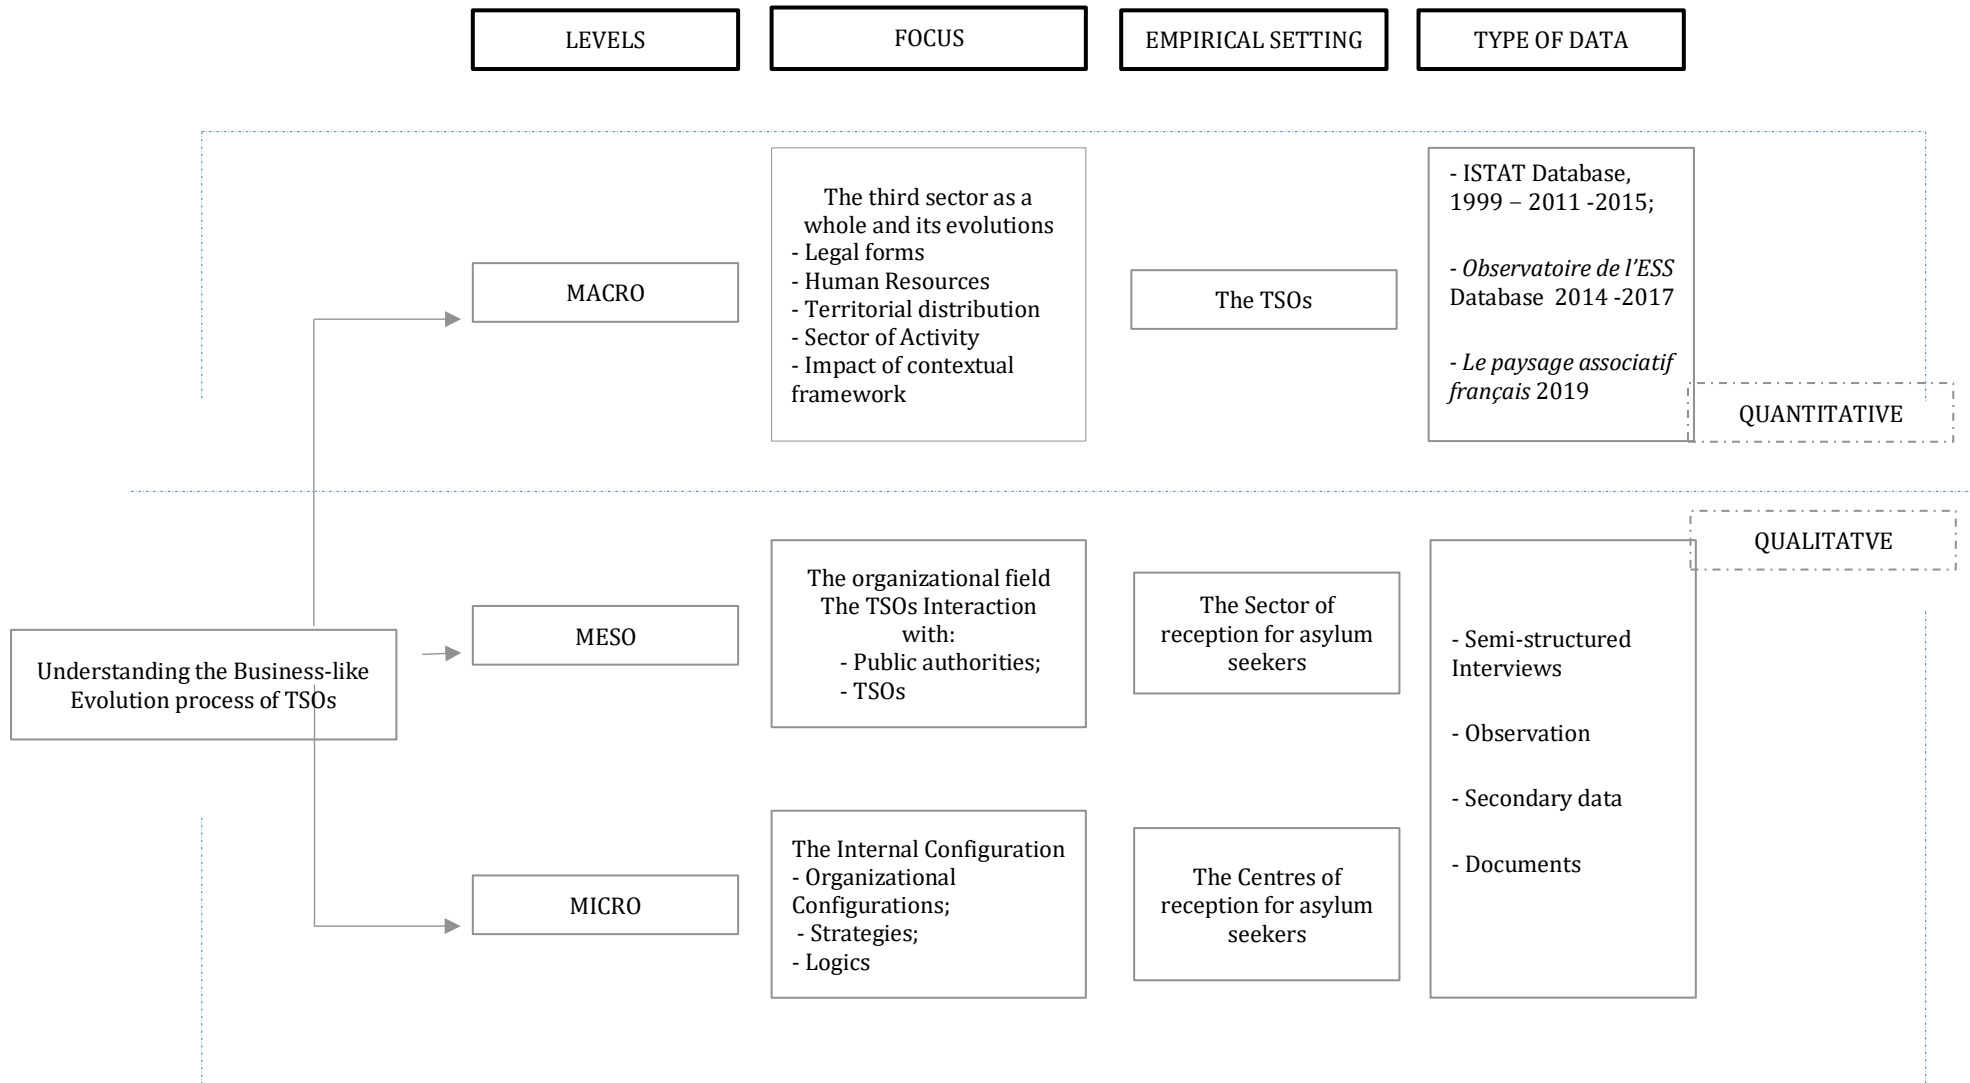 LEVELS
FOCUS
EMPIRICAL SETTING
TYPE OF DATA
MACRO
The third sector as a
whole and its evolutions
- Legal forms
- Human Resources
- Territorial distribution
- Sector of Activity
- Impact of contextual
framework
The TSOs
- ISTAT Database,
1999 – 2011 -2015;
- Observatoire de l’ESS
Database 2014 -2017
- Le paysage associatif
français 2019
QUANTITATIVE
QUALITATVE
Understanding the Business-like
Evolution process of TSOs
MESO
The organizational field
The TSOs Interaction
with:
- Public authorities;
- TSOs
The Sector of
reception for asylum
seekers
- Semi-structured
Interviews
- Observation
- Secondary data
- Documents
MICRO
The Internal Configuration
- Organizational
Configurations;
- Strategies;
- Logics
The Centres of
reception for asylum
seekers